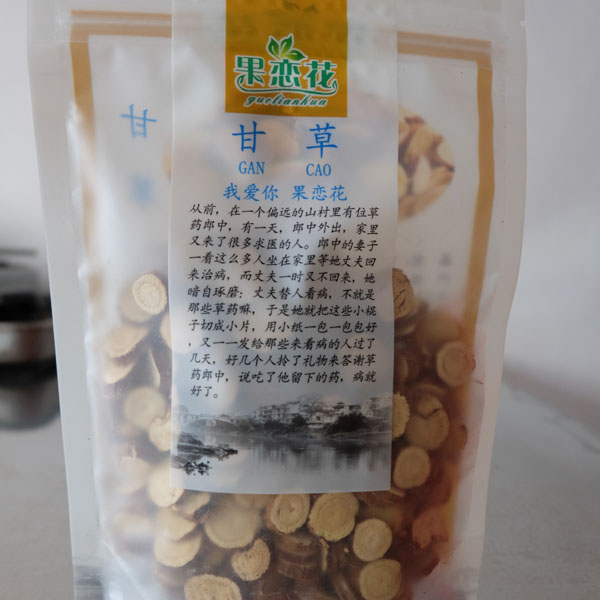 果恋花
guolianhua
甘 草
GAN CAO
我爱你 果恋花
从前，在一个偏远的山村里有位草
药郎中，有一天，郎中外出，家里
又来了很多求医的人。郎中的妻子
一看这么多人坐在家里等她丈夫回
来治病，而丈夫一时又不回来，她
暗自琢磨：丈夫替人看病，不就是
那些草药嘛，于是她就把这些小棍
子切成小片，用小纸一包一包包好
，又一一发给那些来看病的人过了
几天，好几个人拎了礼物来答谢草
药郎中，说吃了他留下的药，病就
好了。
甘